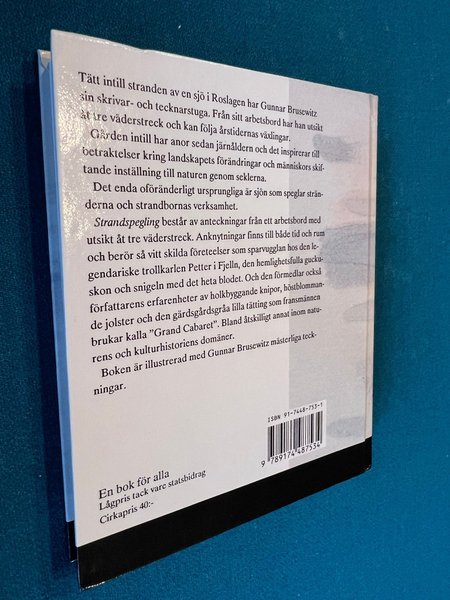 Tätt intill stranden av en sjö i Roslagen har Gunnar Brusewitz
sin skrivar- och tecknarstuga. Från sitt arbetsbord har han utsikt
åt tre väderstreck och kan följa årstidernas växlingar.
Gården intill har anor sedan järnåldern och det inspirerar till
betraktelser kring landskapets förändringar och människors skif-
tande inställning till naturen genom seklerna.
Det enda oföränderligt ursprungliga är sjön som speglar strän-
derna och strandbornas verksamhet.
Strandspegling består av anteckningar från ett arbetsbord med
utsikt åt tre väderstreck. Anknytningar finns till både tid och rum
och berör så vitt skilda företeelser som sparvugglan hos den le-
gendariske trollkarlen Petter i Fjelln, den hemlighetsfulla gucku-
skon och snigeln med det heta blodet. Och den förmedlar också
författarens erfarenheter av holkbyggande knipor, höstblomman-
de jolster och den gärdsgårdsgråa lilla tätting som fransmännen
brukar kalla "Grand Cabaret". Bland åtskilligt annat inom natu-
rens och kulturhistoriens domäner.
Boken är illustrerad med Gunnar Brusewitz mästerliga teck-
ningar.
ISBN 91-7448-753-5
9 789174 487534
En bok för alla
Lågpris tack vare statsbidrag
Cirkapris 40:-